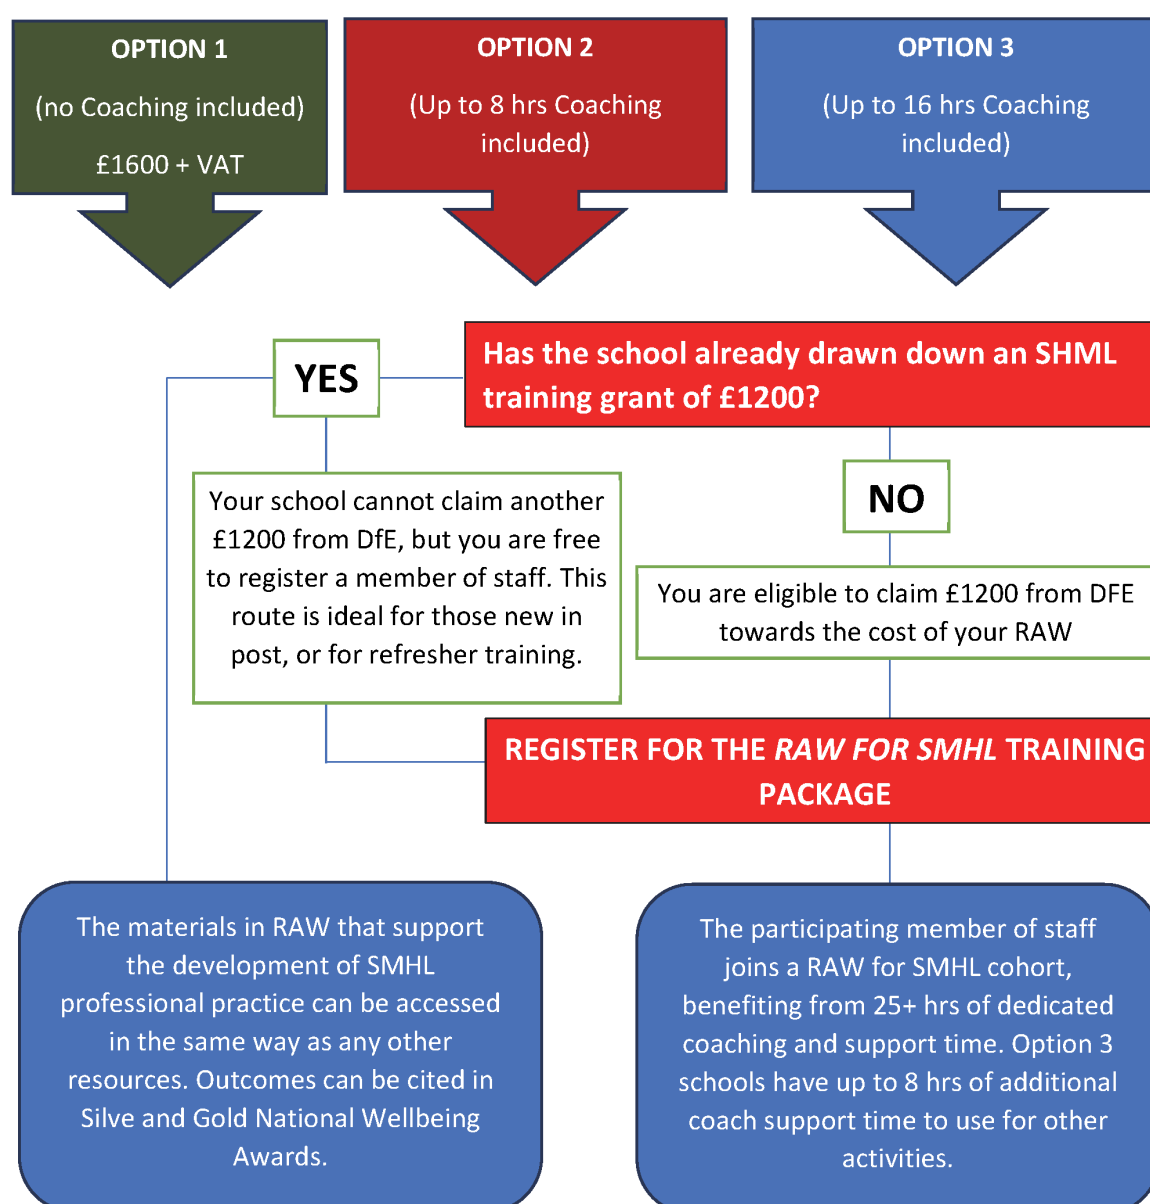 OPTION 1
(no Coaching included)
£1600 + VAT
OPTION 2
(Up to 8 hrs Coaching
included)
OPTION 3
(Up to 16 hrs Coaching
included)
Has the school already drawn down an SHML
training grant of £1200?
YES
Your school cannot claim another
£1200 from DfE, but you are free
to register a member of staff. This
route is ideal for those new in
post, or for refresher training.
NO
You are eligible to claim £1200 from DFE
towards the cost of your RAW
REGISTER FOR THE RAW FOR SMHL TRAINING
PACKAGE
The materials in RAW that support
the development of SMHL
professional practice can be accessed
in the same way as any other
resources. Outcomes can be cited in
Silve and Gold National Wellbeing
Awards.
The participating member of staff
joins a RAW for SMHL cohort,
benefiting from 25+ hrs of dedicated
coaching and support time. Option 3
schools have up to 8 hrs of additional
coach support time to use for other
activities.